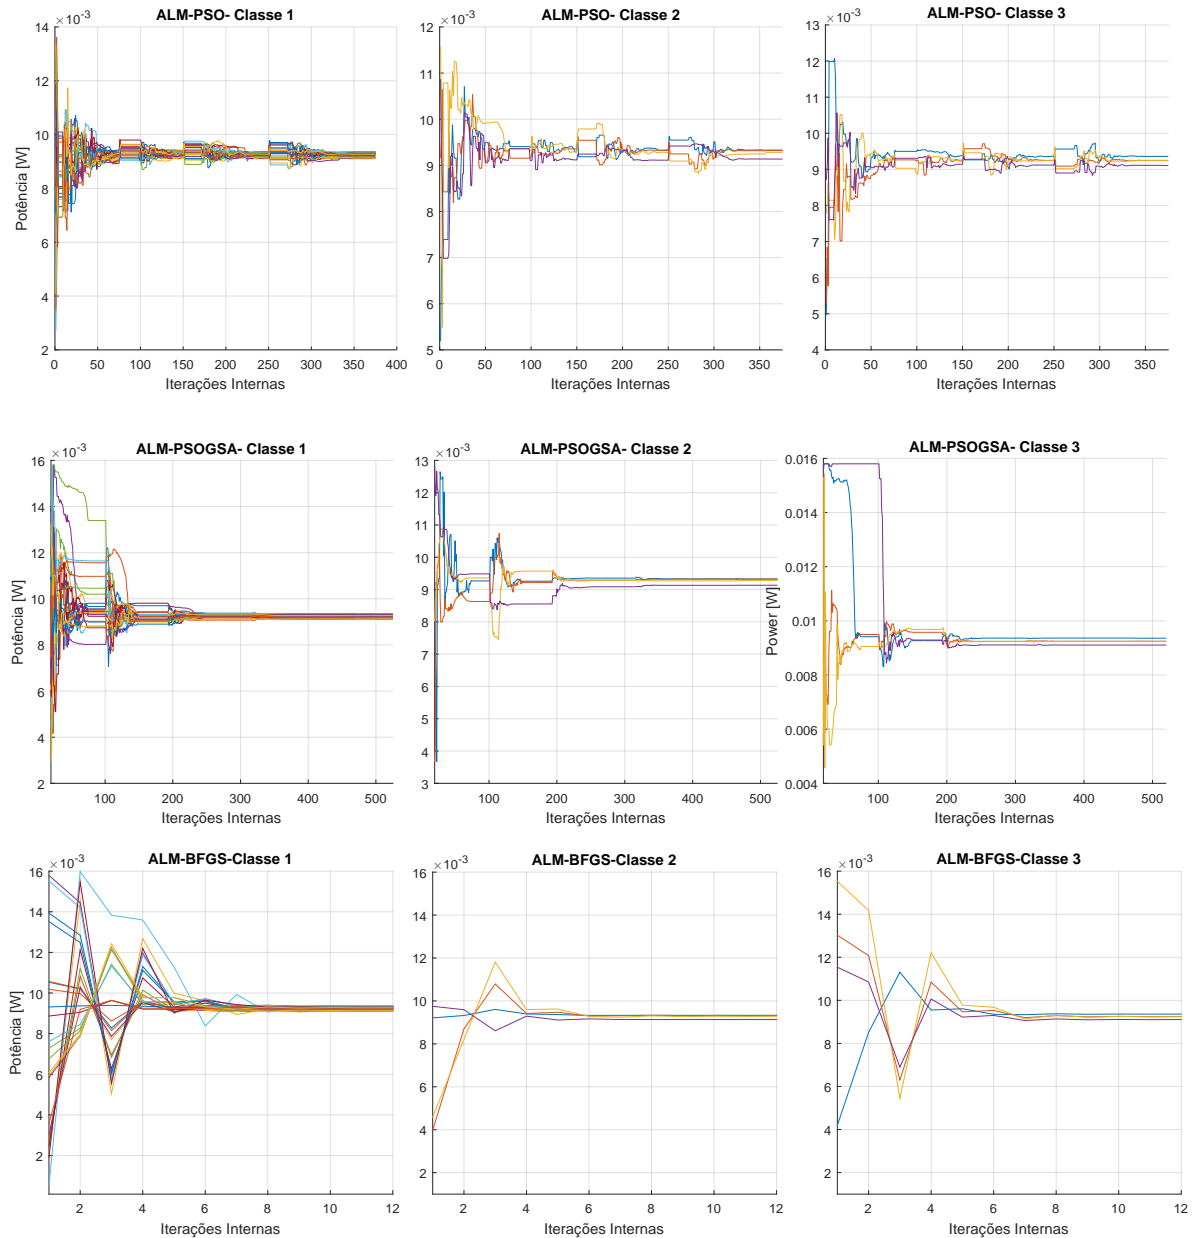 ALM-PSO- Classe 1
×10-3
14
12
10
8
6
4
2
0 50 100 150 200 250 300 350 400
Potência [W]
Iterações Internas
ALM-PSO- Classe 2
×10-3
12
11
10
9
8
7
6
5
0 50 100 150 200 250 300 350
Iterações Internas
ALM-PSO- Classe 3
×10-3
13
12
11
10
9
8
7
6
5
4
0 50 100 150 200 250 300 350
Iterações Internas
ALM-PSOGSA- Classe 1
×10-3
16
14
12
10
8
6
4
2
100 200 300 400 500
Potência [W]
Iterações Internas
ALM-PSOGSA- Classe 2
×10-3
13
12
11
10
9
8
7
6
5
4
3
100 200 300 400 500
Iterações Internas
ALM-PSOGSA- Classe 3
0.016
0.014
0.012
0.01
0.008
0.006
0.004
100 200 300 400 500
Power [W]
Iterações Internas
ALM-BFGS-Classe 1
×10-3
16
14
12
10
8
6
4
2
2 4 6 8 10 12
Potência [W]
Iterações Internas
ALM-BFGS-Classe 2
×10-3
16
14
12
10
8
6
4
2
2 4 6 8 10 12
Iterações Internas
ALM-BFGS-Classe 3
×10-3
16
14
12
10
8
6
4
2
2 4 6 8 10 12
Iterações Internas